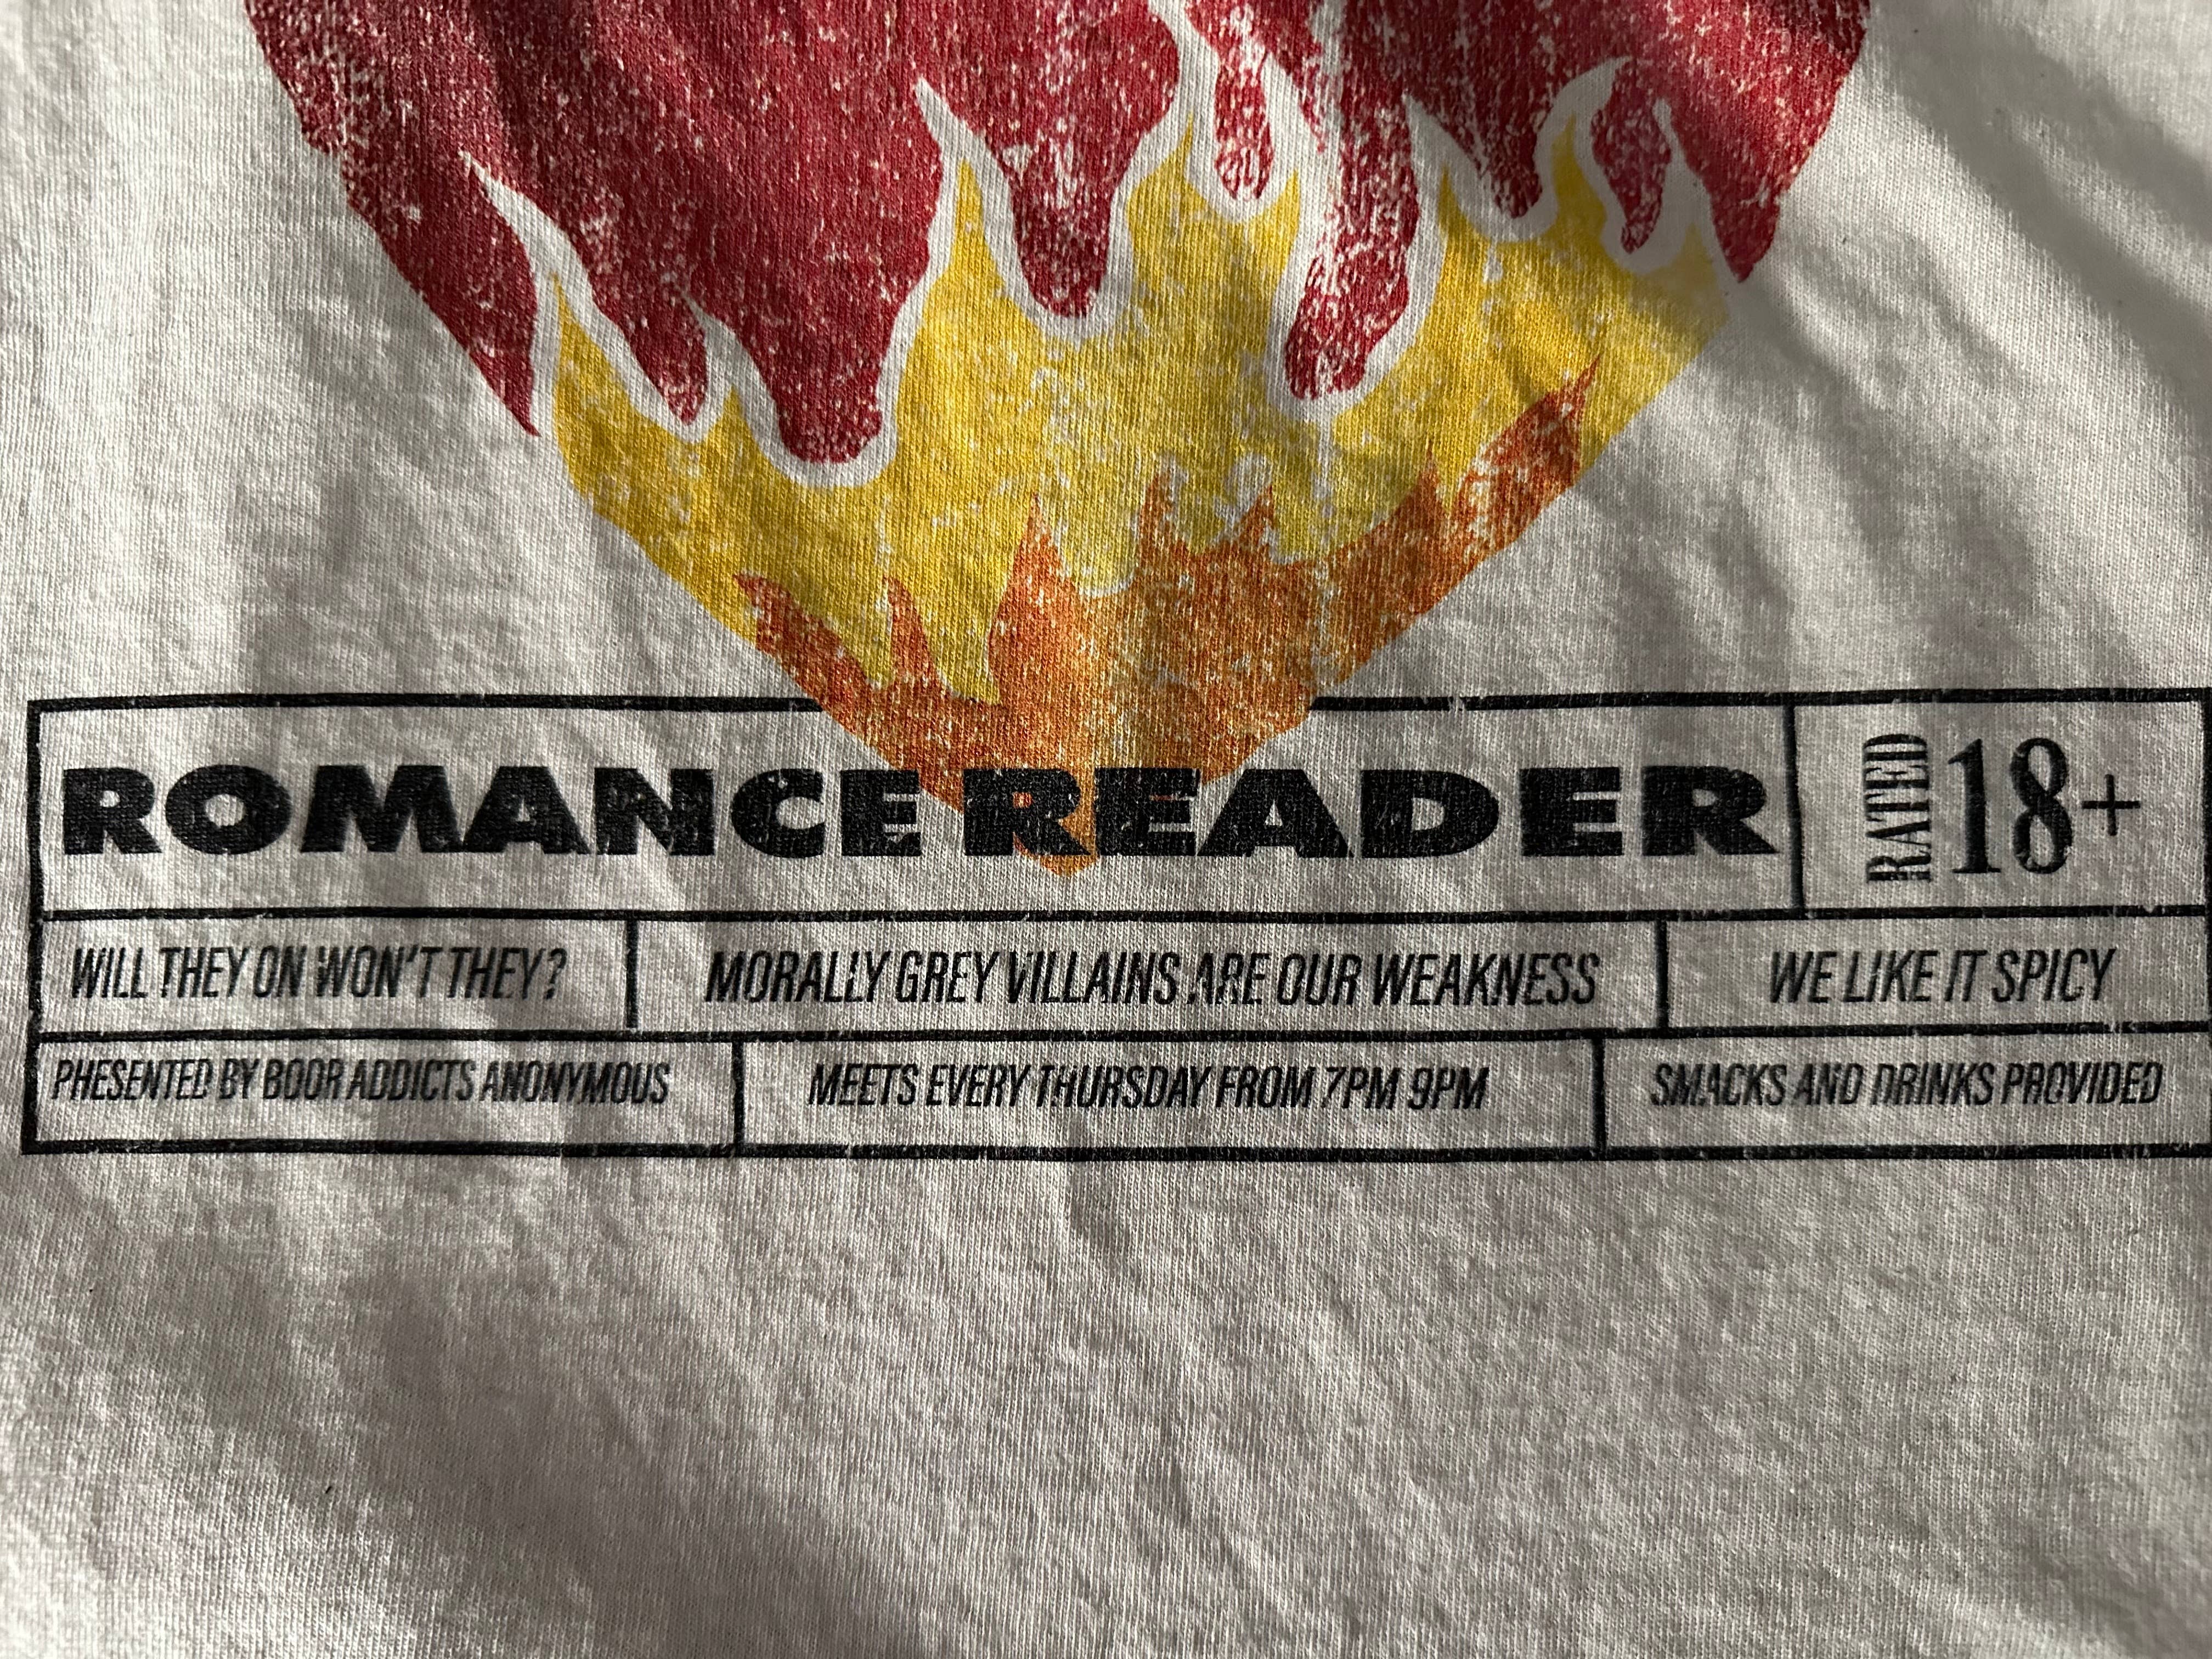 ROMANCE READER RATED 18+
WILL THEY ON WON'T THEY? MORALLY GREY VILLAINS ARE OUR WEAKNESS WE LIKE IT SPICY
PHESENTED BY BOOR ADDICTS ANONYMOUS MEETS EVERY THURSDAY FROM 7PM 9PM SMACKS AND DRINKS PROVIDED